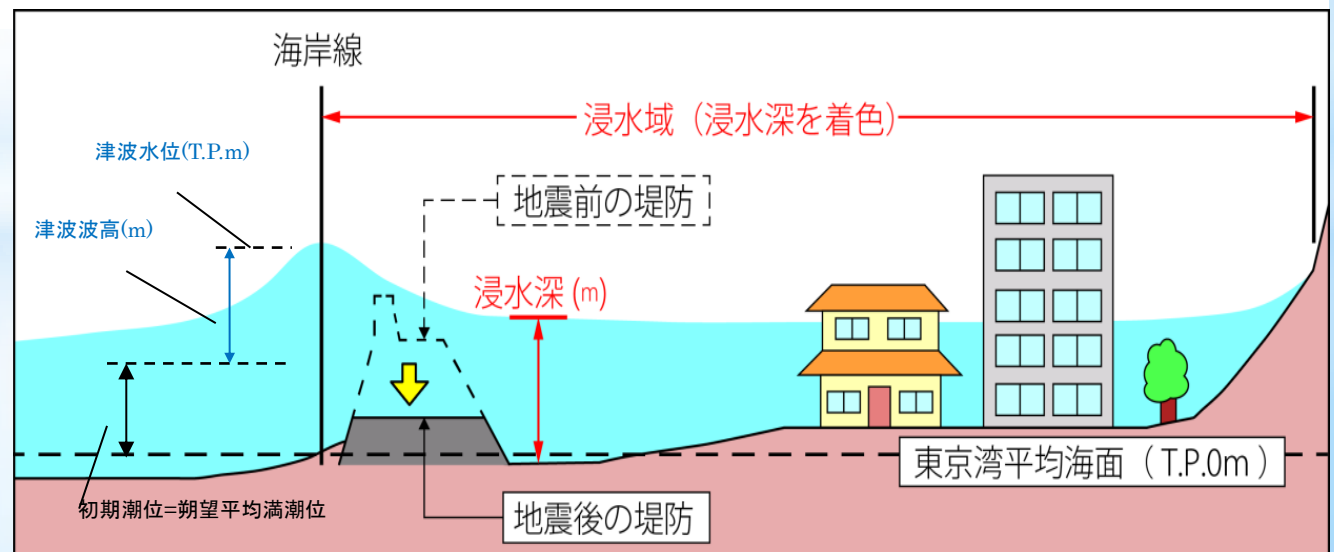 海岸線
浸水域（浸水深を着色）
津波水位(T.P.m)
地震前の堤防
津波波高(m)
浸水深(m)
東京湾平均海面（T.P.0m）
初期潮位=朔望平均満潮位
地震後の堤防